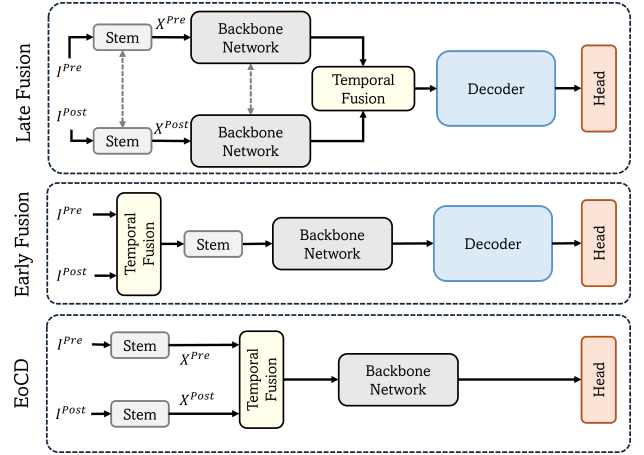 Late Fusion
I^Pre
Stem
X^Pre
Backbone
Network
I^Post
Stem
X^Post
Backbone
Network
Temporal
Fusion
Decoder
Head
Early Fusion
I^Pre
I^Post
Temporal
Fusion
Stem
Backbone
Network
Decoder
Head
EoCD
I^Pre
Stem
X^Pre
I^Post
Stem
X^Post
Temporal
Fusion
Backbone
Network
Head